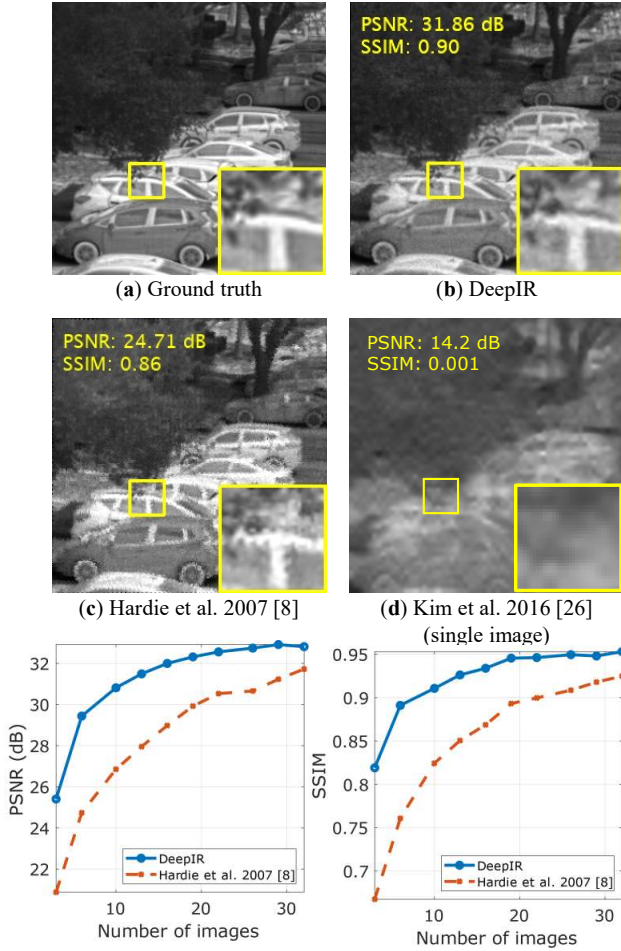 PSNR: 31.86 dB
SSIM: 0.90
(a) Ground truth
(b) DeepIR
PSNR: 24.71 dB
SSIM: 0.86
PSNR: 14.2 dB
SSIM: 0.001
(c) Hardie et al. 2007 [8]
(d) Kim et al. 2016 [26]
(single image)
PSNR (dB)
32
30
28
26
24
22
10
20
30
Number of images
DeepIR
Hardie et al. 2007 [8]
SSIM
0.95
0.9
0.85
0.8
0.75
0.7
10
20
30
Number of images
DeepIR
Hardie et al. 2007 [8]